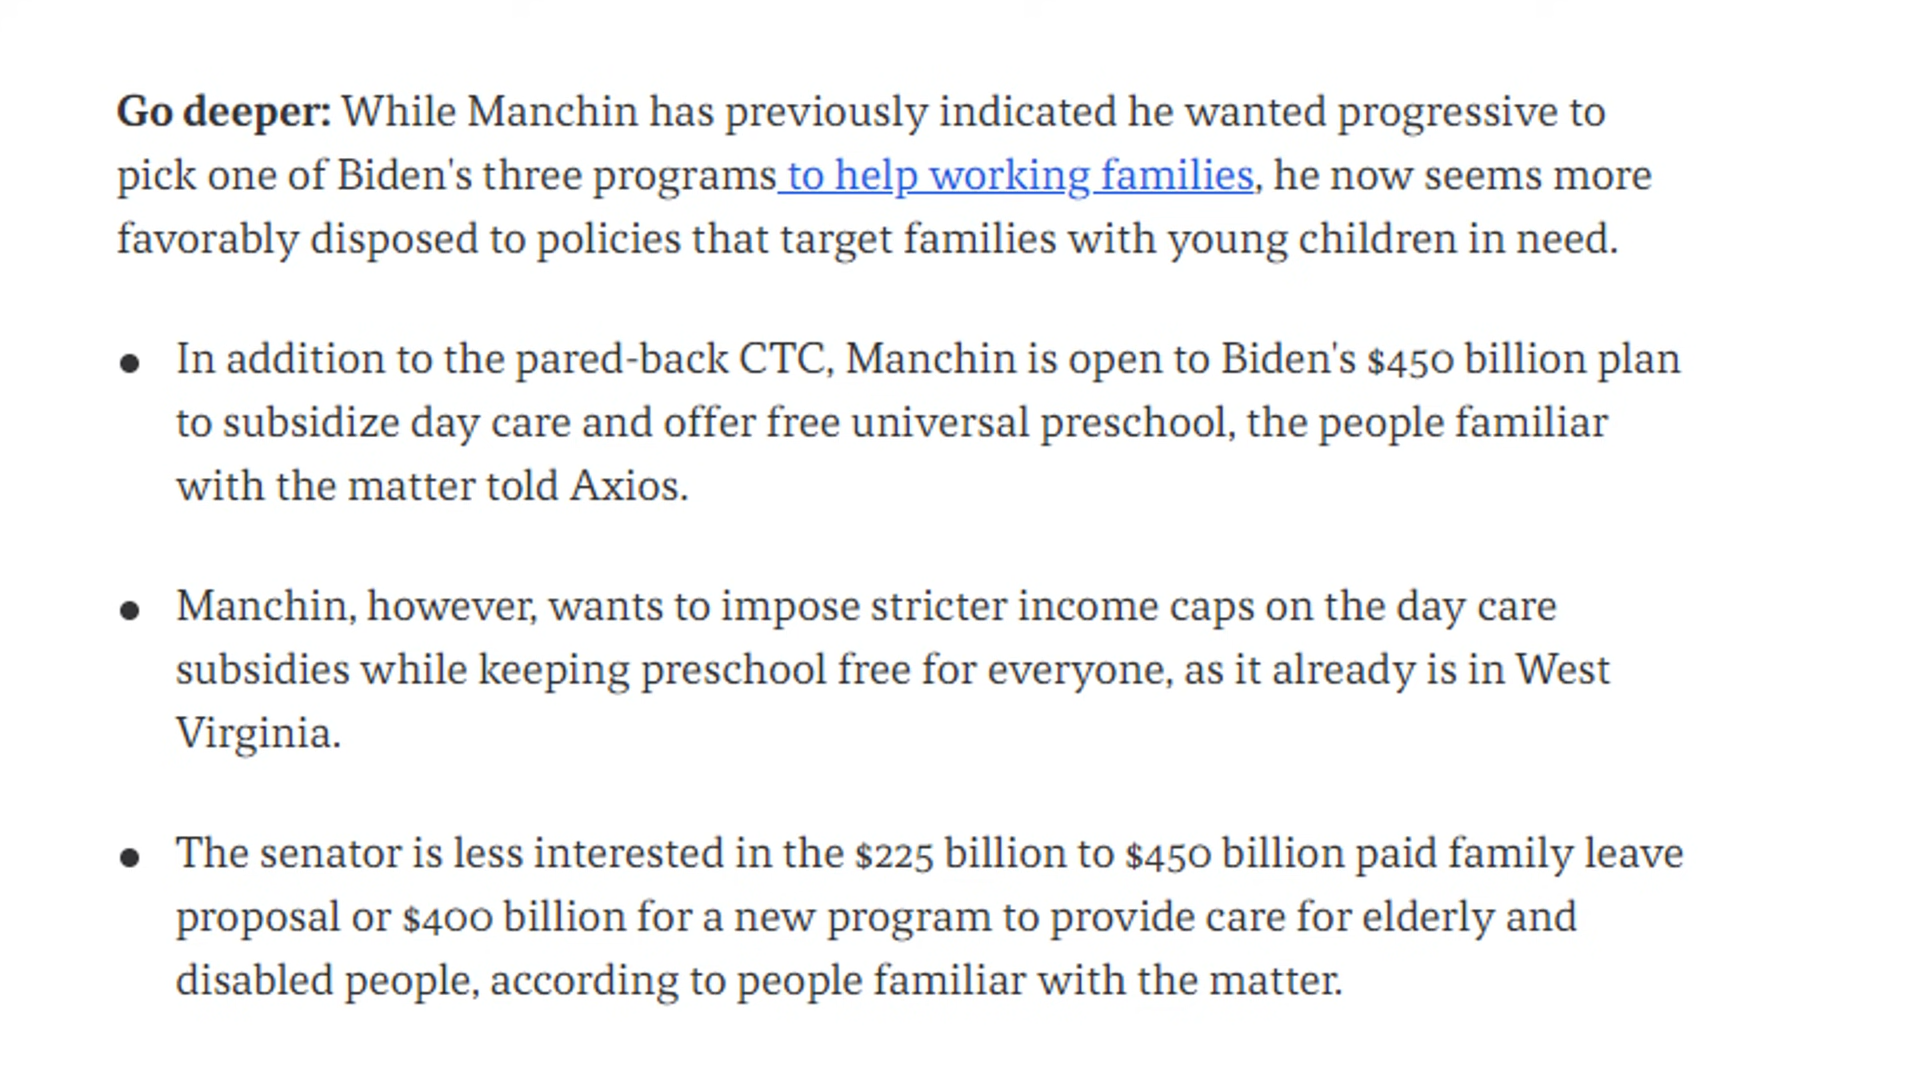 Go deeper: While Manchin has previously indicated he wanted progressive to
pick one of Biden's three programs to help working families, he now seems more
favorably disposed to policies that target families with young children in need.
● In addition to the pared-back CTC, Manchin is open to Biden's $450 billion plan
to subsidize day care and offer free universal preschool, the people familiar
with the matter told Axios.
● Manchin, however, wants to impose stricter income caps on the day care
subsidies while keeping preschool free for everyone, as it already is in West
Virginia.
● The senator is less interested in the $225 billion to $450 billion paid family leave
proposal or $400 billion for a new program to provide care for elderly and
disabled people, according to people familiar with the matter.